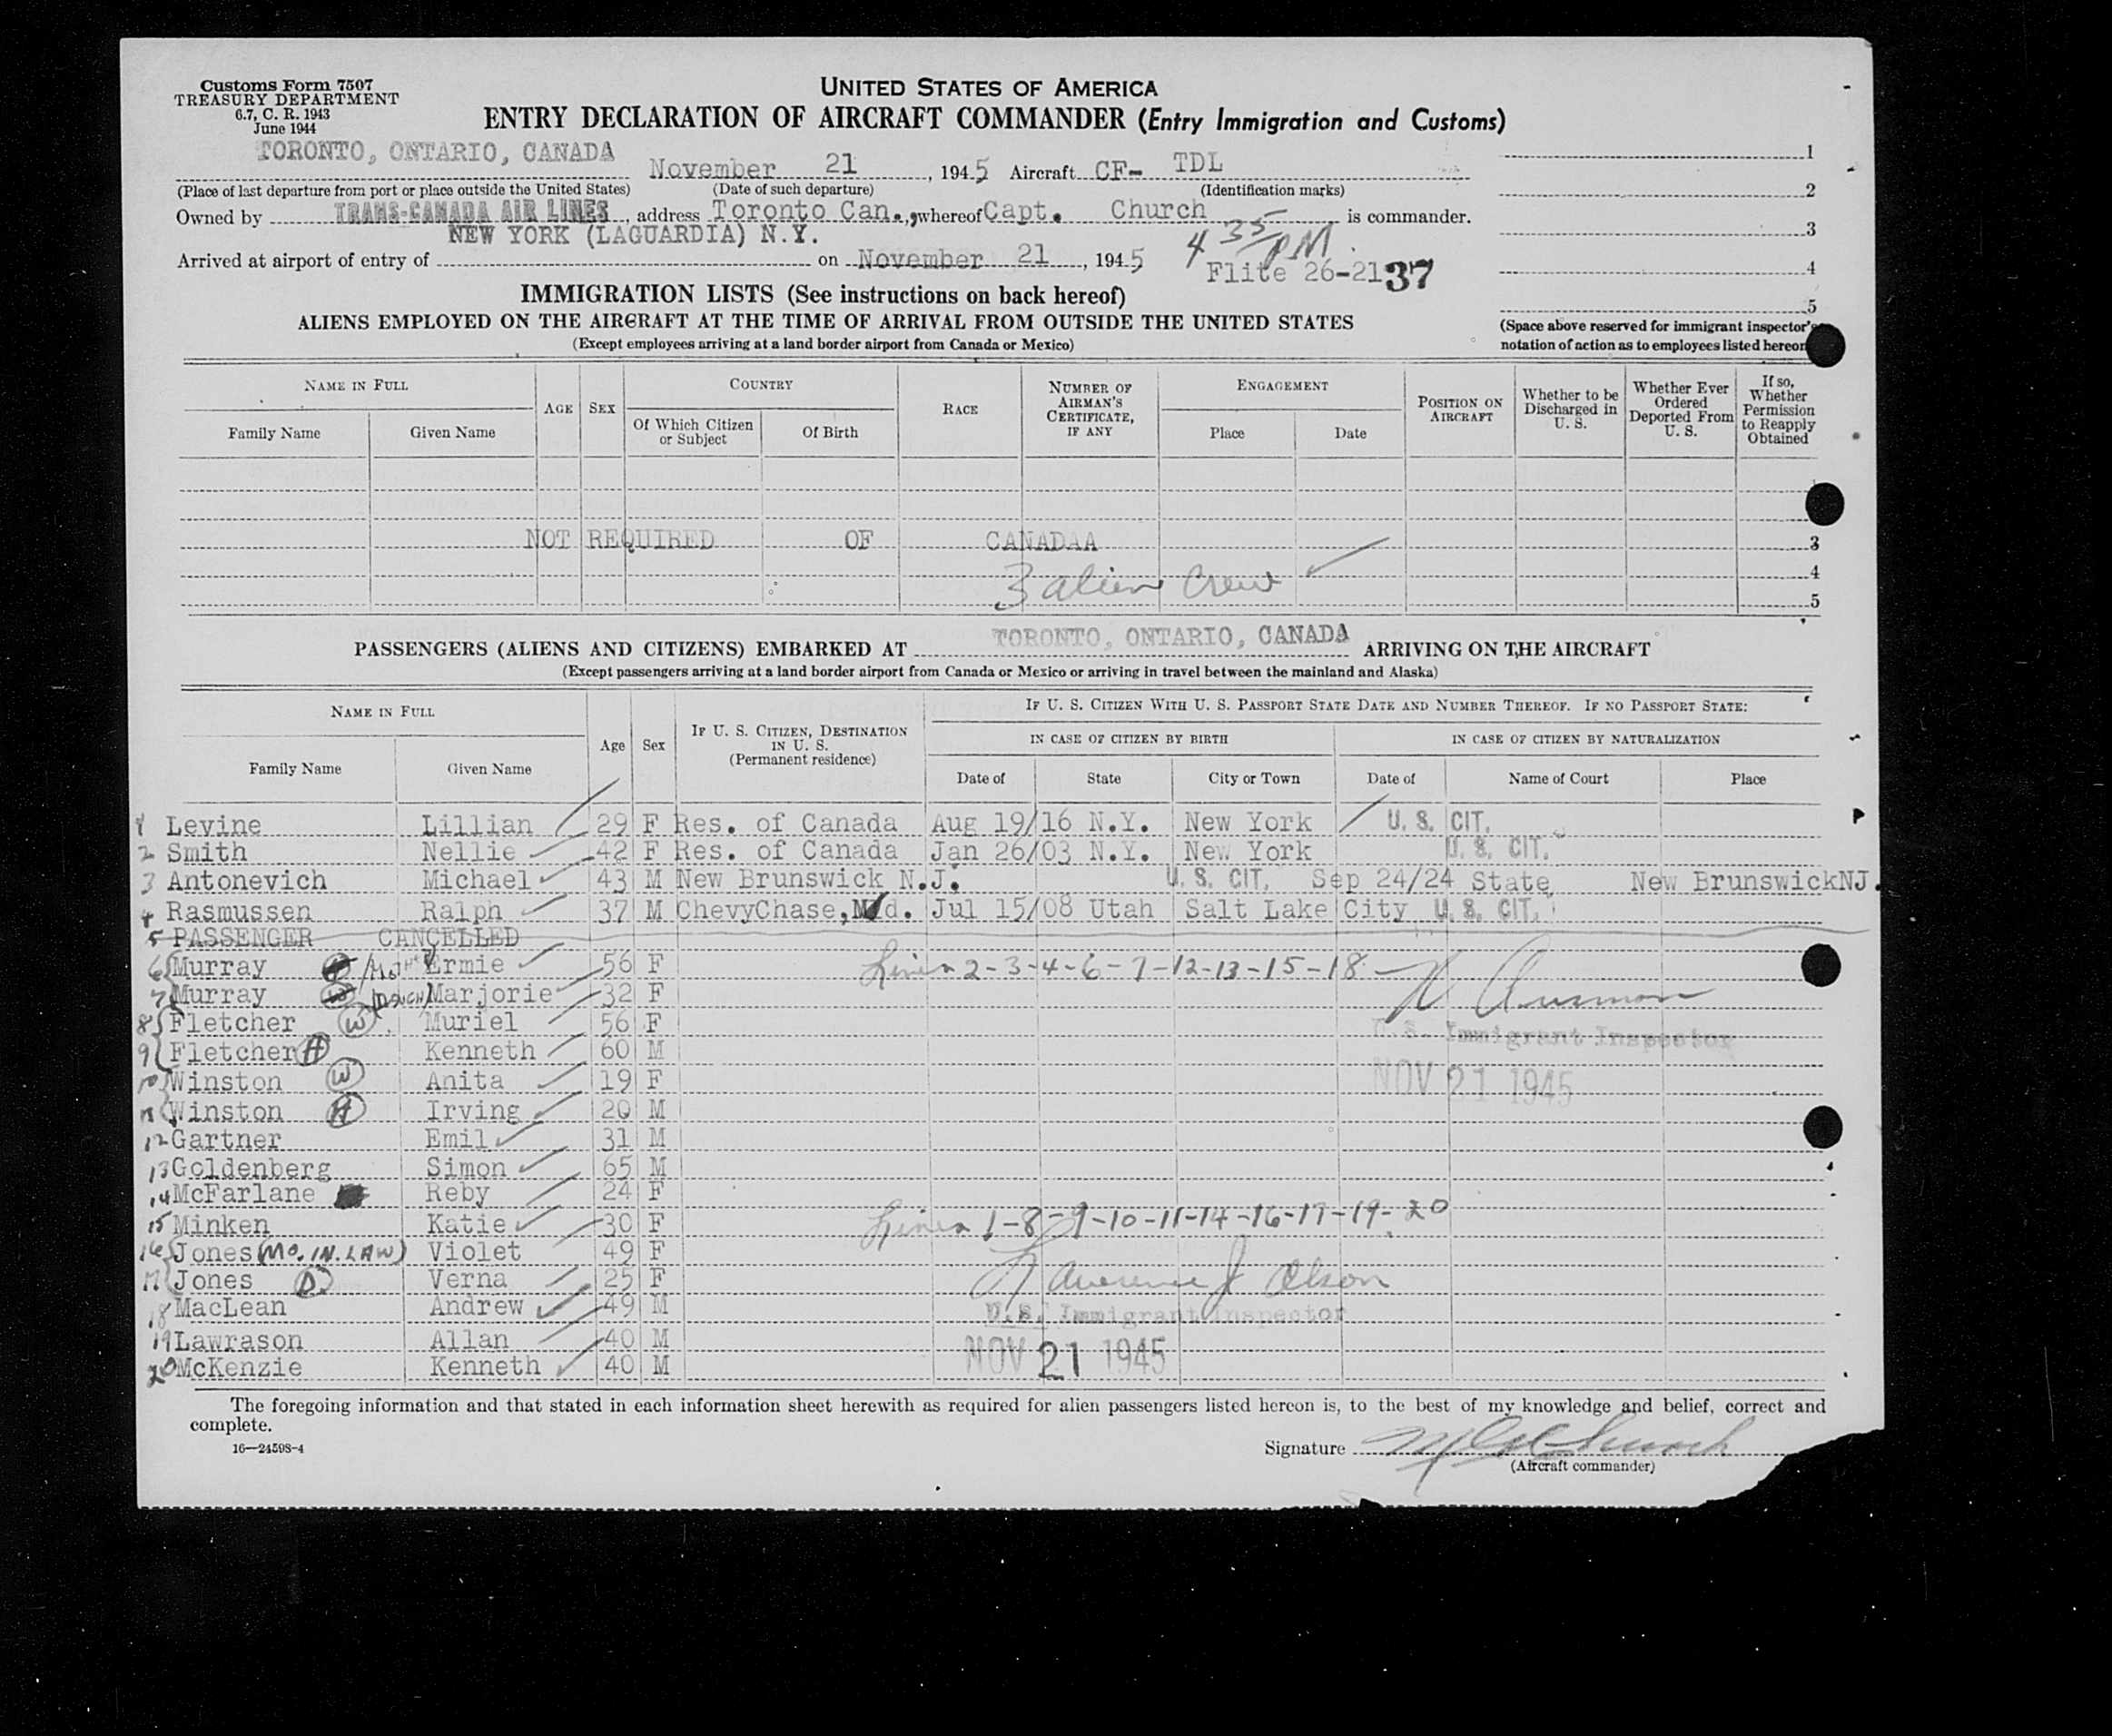 Customs Form 7507
TREASURY DEPARTMENT
6.7, C. R. 1943
June 1944
UNITED STATES OF AMERICA
ENTRY DECLARATION OF AIRCRAFT COMMANDER (Entry Immigration and Customs)
TORONTO, ONTARIO, CANADA November 21, 1945 Aircraft CF- TDL
(Place of last departure from port or place outside the United States) (Date of such departure) (Identification marks)
Owned by TRANS-CANADA AIR LINES, address Toronto Can., whereof Capt. Church is commander.
NEW YORK (LAGUARDIA) N.Y.
4 35 PM
Arrived at airport of entry of on November 21, 1945
Flite 26-21 37
1
2
3
4
5
(Space above reserved for immigrant inspector's notation of action as to employees listed hereon
IMMIGRATION LISTS (See instructions on back hereof)
ALIENS EMPLOYED ON THE AIRCRAFT AT THE TIME OF ARRIVAL FROM OUTSIDE THE UNITED STATES
(Except employees arriving at a land border airport from Canada or Mexico)
NAME IN FULL
Family Name Given Name
AGE SEX
COUNTRY
Of Which Citizen or Subject Of Birth
RACE
NUMBER OF AIRMAN'S CERTIFICATE, IF ANY
ENGAGEMENT
Place Date
POSITION ON AIRCRAFT
Whether to be Discharged in U. S.
Whether Ever Ordered Deported From U. S.
If so, Whether Permission to Reapply Obtained
NOT REQUIRED OF CANADAA 3
3 alien Crew 4
5
PASSENGERS (ALIENS AND CITIZENS) EMBARKED AT TORONTO, ONTARIO, CANADA ARRIVING ON THE AIRCRAFT
(Except passengers arriving at a land border airport from Canada or Mexico or arriving in travel between the mainland and Alaska)
NAME IN FULL
Family Name Given Name
Age Sex
IF U. S. CITIZEN, DESTINATION IN U. S. (Permanent residence)
IF U. S. CITIZEN WITH U. S. PASSPORT STATE DATE AND NUMBER THEREOF. IF NO PASSPORT STATE:
IN CASE OF CITIZEN BY BIRTH IN CASE OF CITIZEN BY NATURALIZATION
Date of State City or Town Date of Name of Court Place
1 Levine Lillian 29 F Res. of Canada Aug 19/16 N.Y. New York U. S. CIT.
2 Smith Nellie 42 F Res. of Canada Jan 26/03 N.Y. New York U. S. CIT.
3 Antonevich Michael 43 M New Brunswick N.J. U. S. CIT. Sep 24/24 State New Brunswick NJ.
4 Rasmussen Ralph 37 M ChevyChase, Md. Jul 15/08 Utah Salt Lake City U. S. CIT.
5 PASSENGER CANCELLED
6 Murray Ermie 56 F Lines 2-3-4-6-7-12-13-15-18
7 Murray Marjorie 32 F
8 Fletcher W Muriel 56 F
U.S. Immigrant Inspector
9 Fletcher H Kenneth 60 M
10 Winston W Anita 19 F
NOV 21 1945
11 Winston H Irving 20 M
12 Gartner Emil 31 M
13 Goldenberg Simon 65 M
14 McFarlane Reby 24 F
15 Minken Katie 30 F Lines 1-8-9-10-11-14-16-17-19-20
16 Jones (MO. IN. LAW) Violet 49 F
17 Jones D Verna 25 F Lawrence J Olson
18 MacLean Andrew 49 M U.S. Immigrant Inspector
19 Lawrason Allan 40 M
20 McKenzie Kenneth 40 M NOV 21 1945
The foregoing information and that stated in each information sheet herewith as required for alien passengers listed hereon is, to the best of my knowledge and belief, correct and
complete.
16—24598-4
Signature
(Aircraft commander)